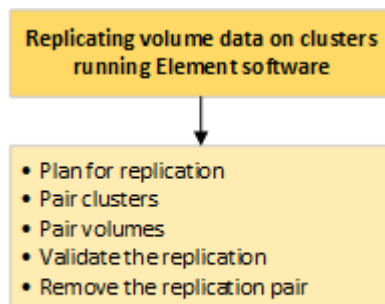 Replicating volume data on clusters
running Element software
• Plan for replication
• Pair clusters
• Pair volumes
• Validate the replication
• Remove the replication pair